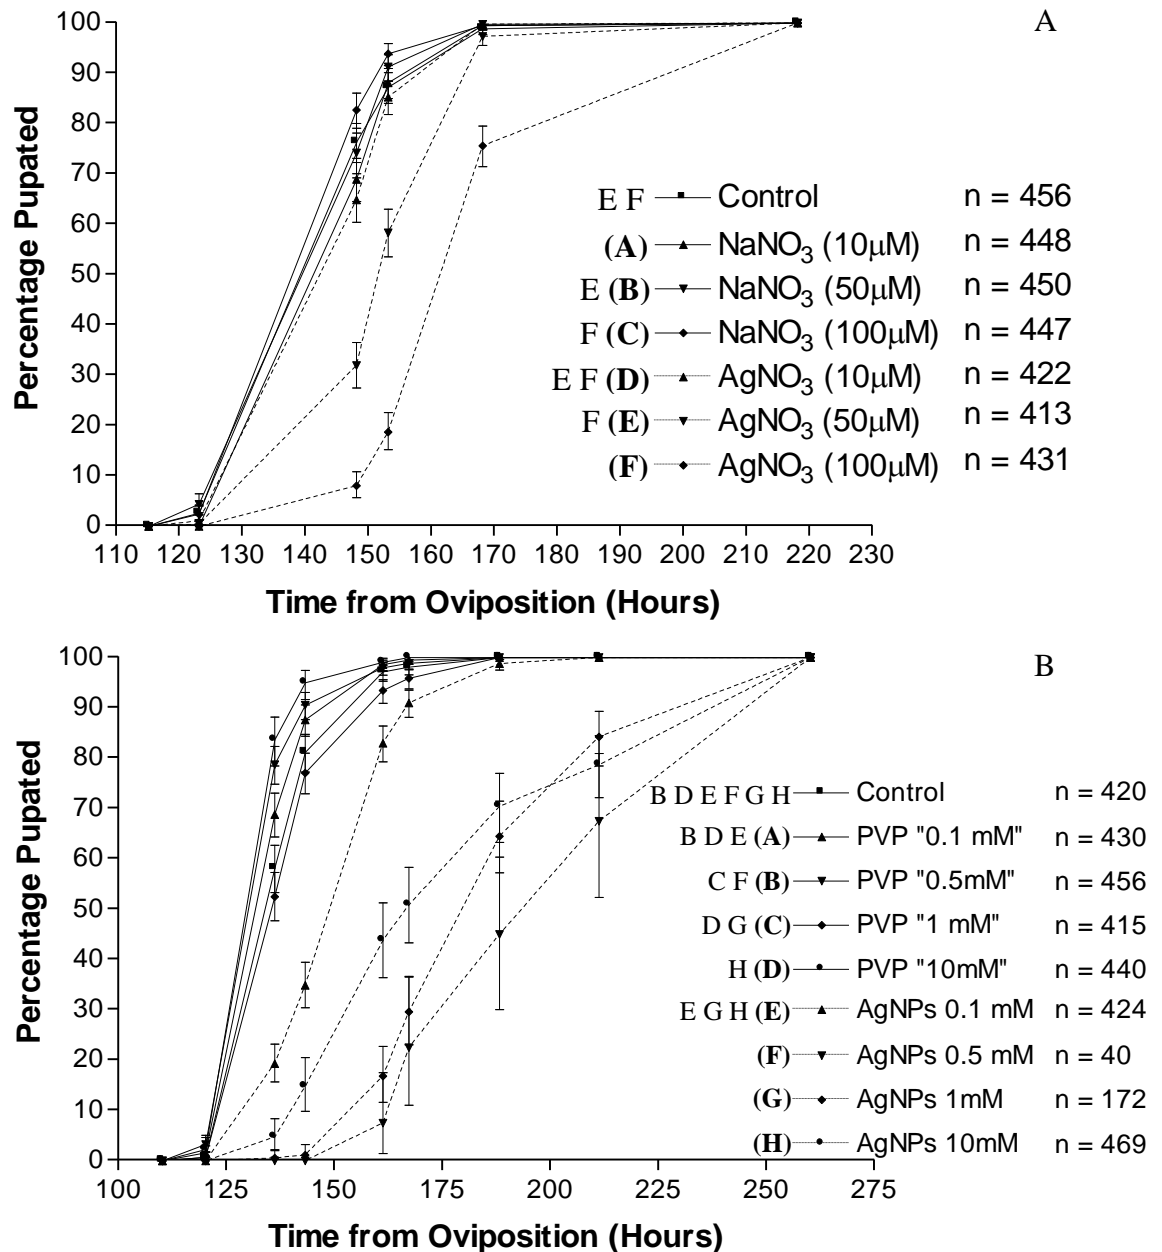 A
100
90
80
70
60
50
40
30
20
10
0
Percentage Pupated
E F Control n = 456
(A) NaNO3 (10µM) n = 448
E (B) NaNO3 (50µM) n = 450
F (C) NaNO3 (100µM) n = 447
E F (D) AgNO3 (10µM) n = 422
F (E) AgNO3 (50µM) n = 413
(F) AgNO3 (100µM) n = 431
110 120 130 140 150 160 170 180 190 200 210 220 230
Time from Oviposition (Hours)
B
100
90
80
70
60
50
40
30
20
10
0
Percentage Pupated
B D E F G H Control n = 420
B D E (A) PVP "0.1 mM" n = 430
C F (B) PVP "0.5mM" n = 456
D G (C) PVP "1 mM" n = 415
H (D) PVP "10mM" n = 440
E G H (E) AgNPs 0.1 mM n = 424
(F) AgNPs 0.5 mM n = 40
(G) AgNPs 1mM n = 172
(H) AgNPs 10mM n = 469
100 125 150 175 200 225 250 275
Time from Oviposition (Hours)